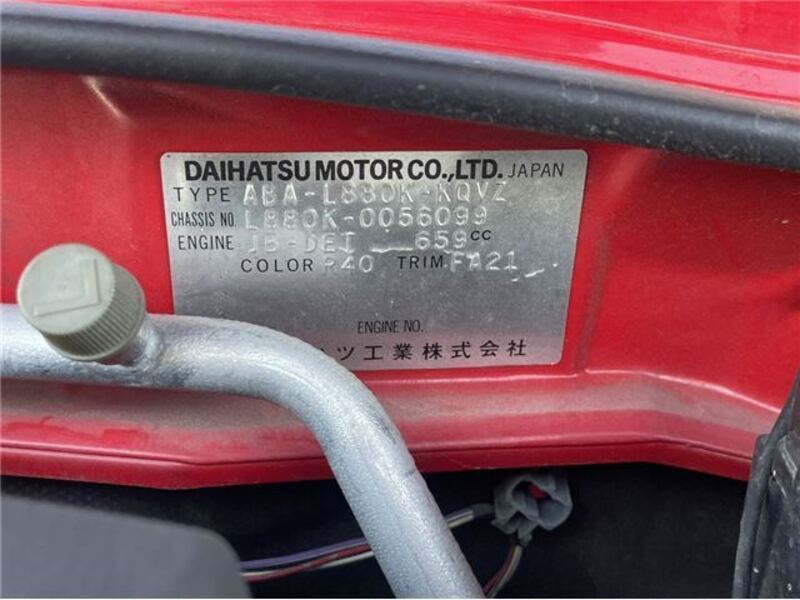 DAIHATSU MOTOR CO.,LTD. JAPAN
TYPE ABA-L880K-KQVZ
CHASSIS NO. L880K-0056099
ENGINE JB-DET 659CC
COLOR R40 TRIM FA21
ENGINE NO.
ツ工業株式会社
L